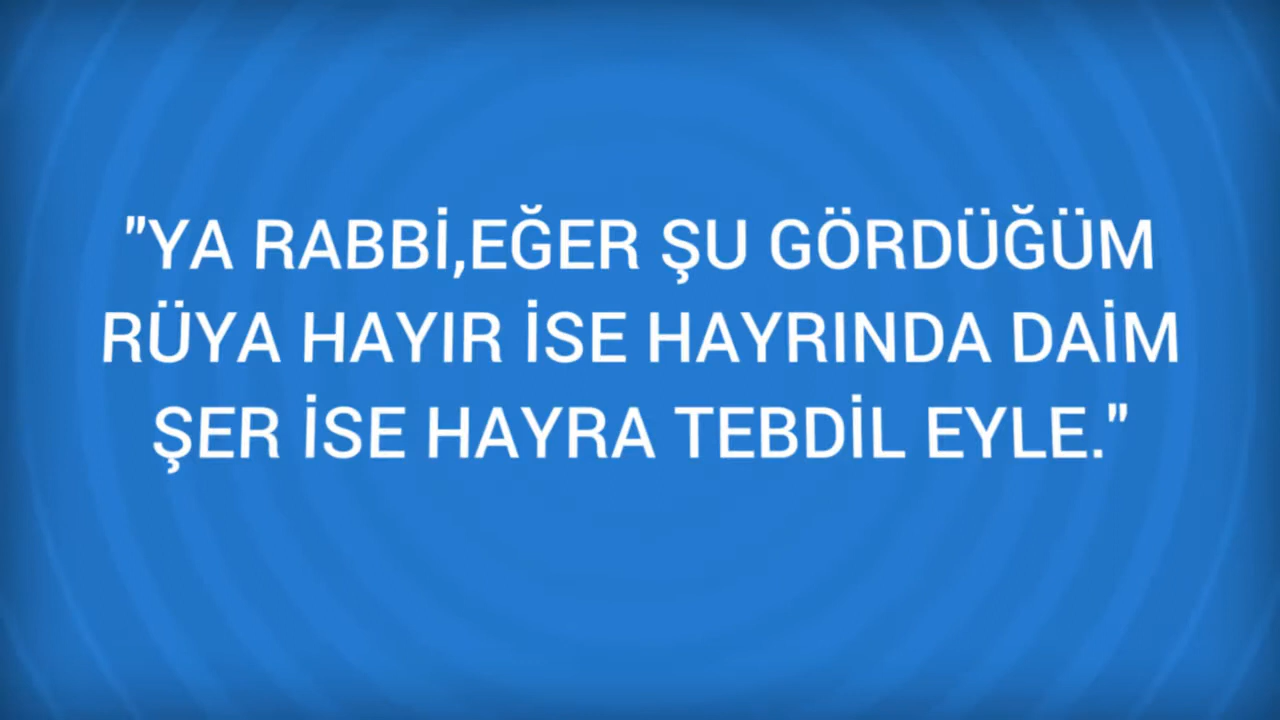 "YA RABBİ,EĞER ŞU GÖRDÜĞÜM
RÜYA HAYIR İSE HAYRINDA DAİM
ŞER İSE HAYRA TEBDİL EYLE."